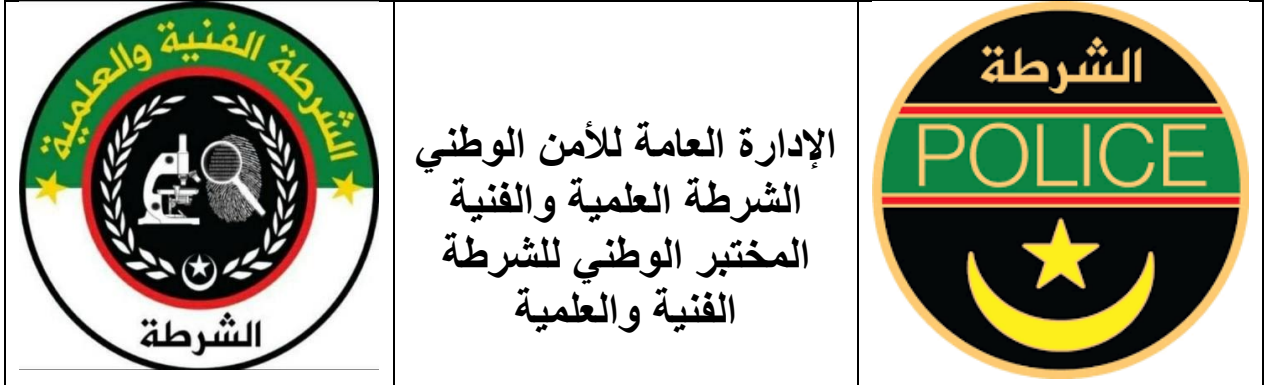 الشرطة
POLICE
الإدارة العامة للأمن الوطني
الشرطة العلمية والفنية
المختبر الوطني للشرطة
الفنية والعلمية
الشرطة الفنية والعلمية
الشرطة